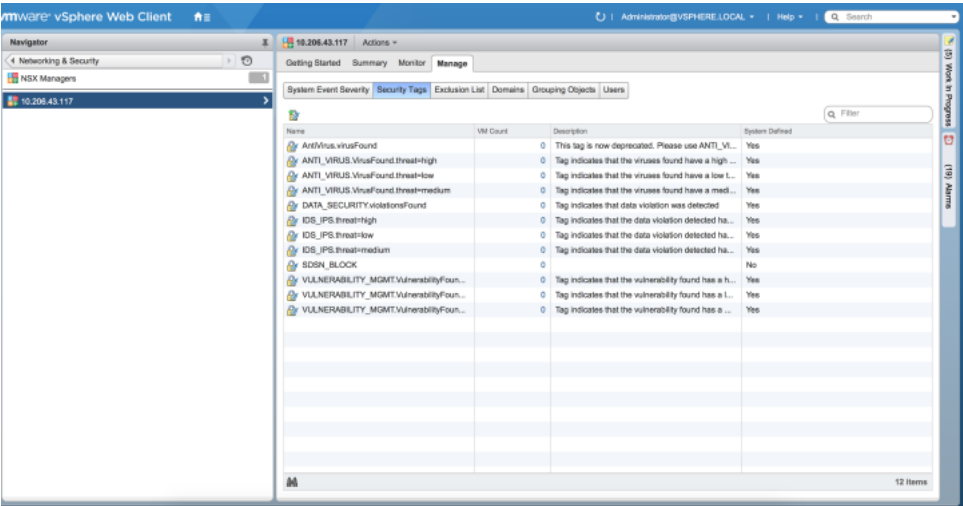 vmware® vSphere Web Client
Administrator@VSPHERE.LOCAL
Help
Search
Navigator
Networking & Security
NSX Managers 1
10.206.43.117
10.206.43.117 Actions
Getting Started Summary Monitor Manage
System Event Severity Security Tags Exclusion List Domains Grouping Objects Users
Filter
Name VM Count Description System Defined
AntiVirus.virusFound 0 This tag is now deprecated. Please use ANTI_VI... Yes
ANTI_VIRUS.VirusFound.threat=high 0 Tag indicates that the viruses found have a high ... Yes
ANTI_VIRUS.VirusFound.threat=low 0 Tag indicates that the viruses found have a low t... Yes
ANTI_VIRUS.VirusFound.threat=medium 0 Tag indicates that the viruses found have a medi... Yes
DATA_SECURITY.violationsFound 0 Tag indicates that data violation was detected Yes
IDS_IPS.threat=high 0 Tag indicates that the data violation detected ha... Yes
IDS_IPS.threat=low 0 Tag indicates that the data violation detected ha... Yes
IDS_IPS.threat=medium 0 Tag indicates that the data violation detected ha... Yes
SDSN_BLOCK 0 No
VULNERABILITY_MGMT.VulnerabilityFoun... 0 Tag indicates that the vulnerability found has a h... Yes
VULNERABILITY_MGMT.VulnerabilityFoun... 0 Tag indicates that the vulnerability found has a l... Yes
VULNERABILITY_MGMT.VulnerabilityFoun... 0 Tag indicates that the vulnerability found has a ... Yes
12 items
(5) Work In Progress
(19) Alarms